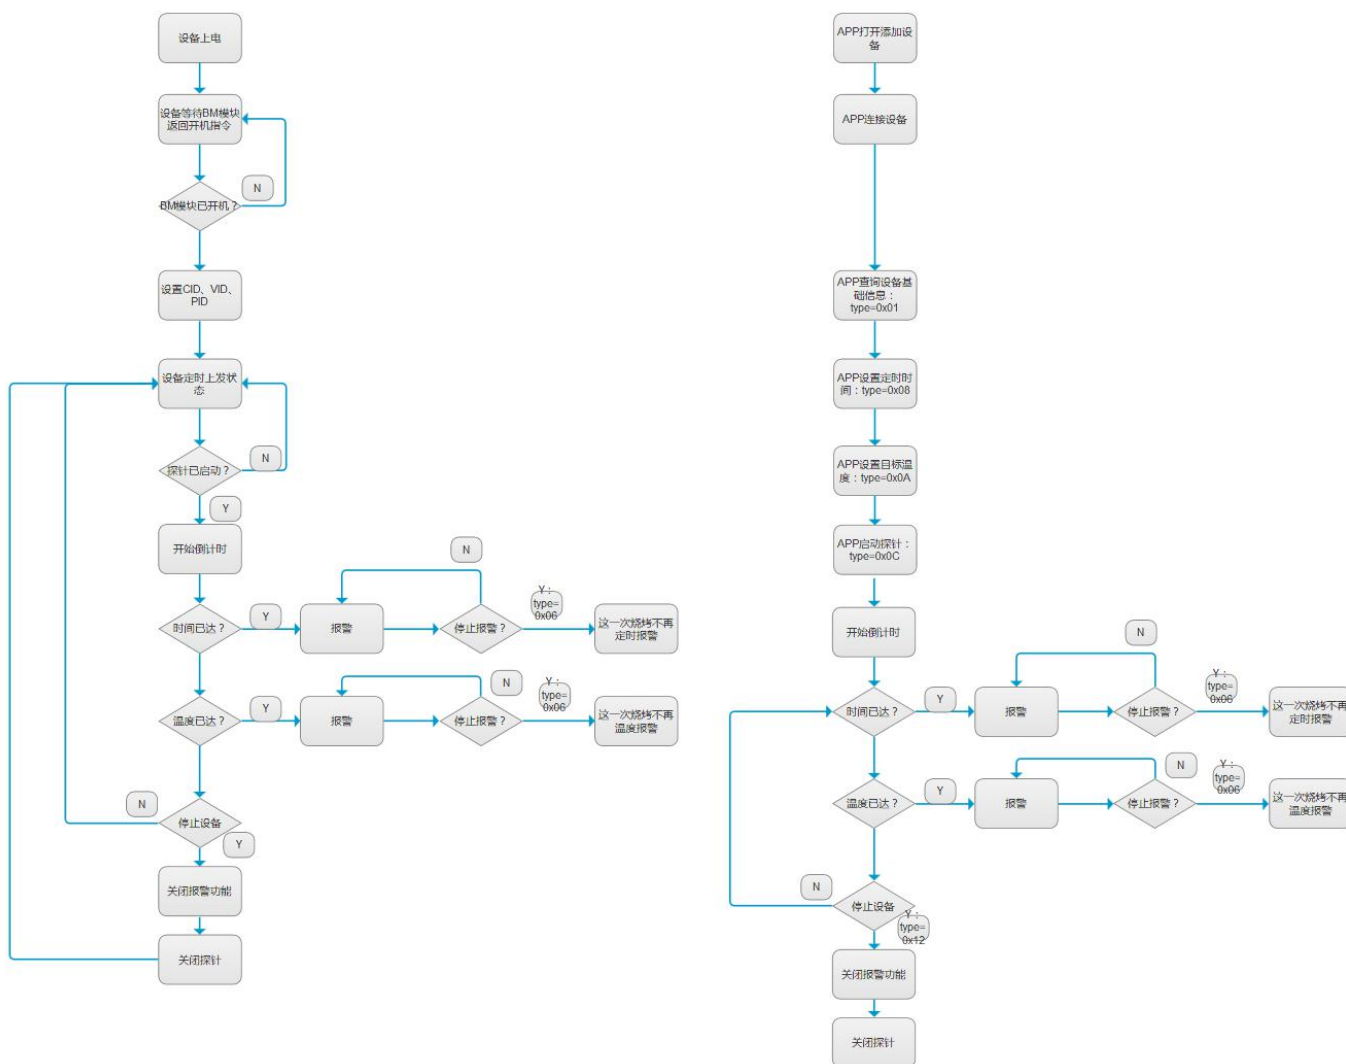 设备上电
设备等待BM模块
返回开机指令
BM模块已开机？
N
设置CID、VID、
PID
设备定时上发状
态
探针已启动？
N
Y
开始倒计时
时间已达？
Y
报警
N
停止报警？
Y：
type=
0x06
这一次烧烤不再
定时报警
温度已达？
Y
报警
N
停止报警？
Y：
type=
0x06
这一次烧烤不再
温度报警
停止设备
N
Y
关闭报警功能
关闭探针
APP打开添加设
备
APP连接设备
APP查询设备基
础信息：
type=0x01
APP设置定时时
间：type=0x08
APP设置目标温
度：type=0x0A
APP启动探针：
type=0x0C
开始倒计时
时间已达？
Y
报警
N
停止报警？
Y：
type=
0x06
这一次烧烤不再
定时报警
温度已达？
Y
报警
N
停止报警？
Y：
type=
0x06
这一次烧烤不再
温度报警
停止设备
N
Y：
type=
0x12
关闭报警功能
关闭探针